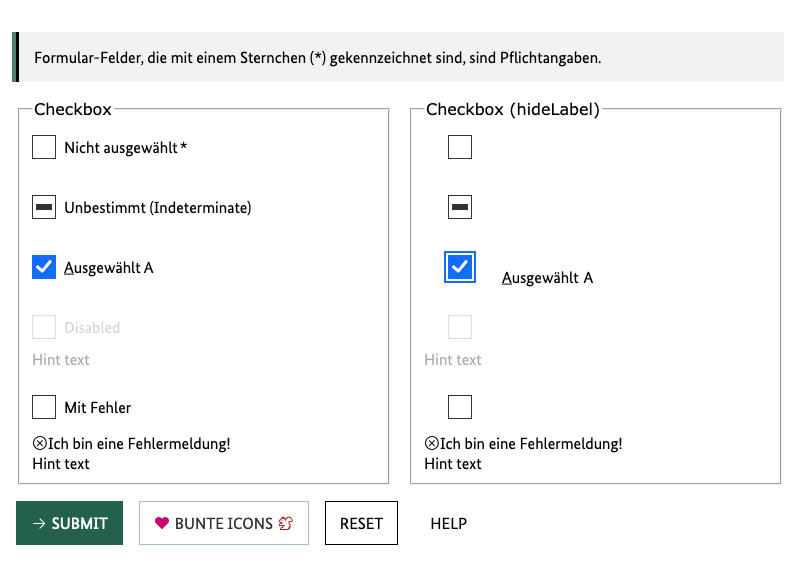 Formular-Felder, die mit einem Sternchen (*) gekennzeichnet sind, sind Pflichtangaben.
Checkbox
Nicht ausgewählt *
Unbestimmt (Indeterminate)
Ausgewählt A
Disabled
Hint text
Mit Fehler
Ich bin eine Fehlermeldung!
Hint text
Checkbox (hideLabel)
Ausgewählt A
Hint text
Ich bin eine Fehlermeldung!
Hint text
SUBMIT
BUNTE ICONS
RESET
HELP